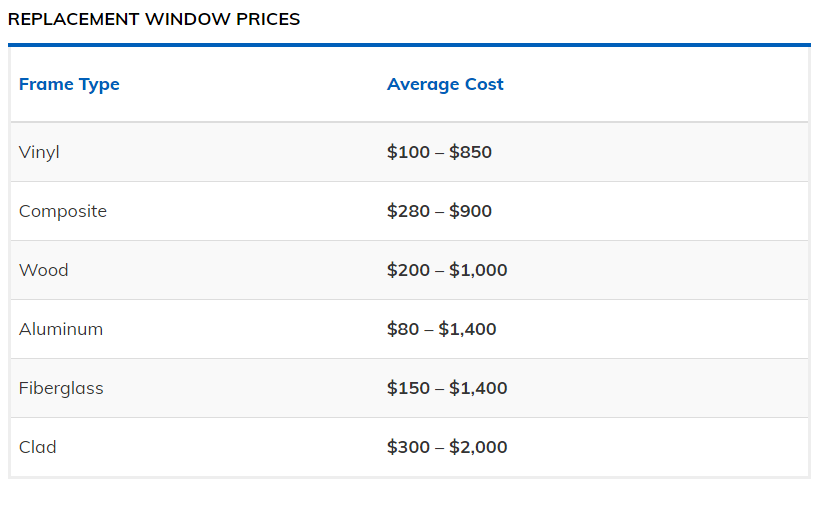 REPLACEMENT WINDOW PRICES
Frame Type Average Cost
Vinyl $100 – $850
Composite $280 – $900
Wood $200 – $1,000
Aluminum $80 – $1,400
Fiberglass $150 – $1,400
Clad $300 – $2,000